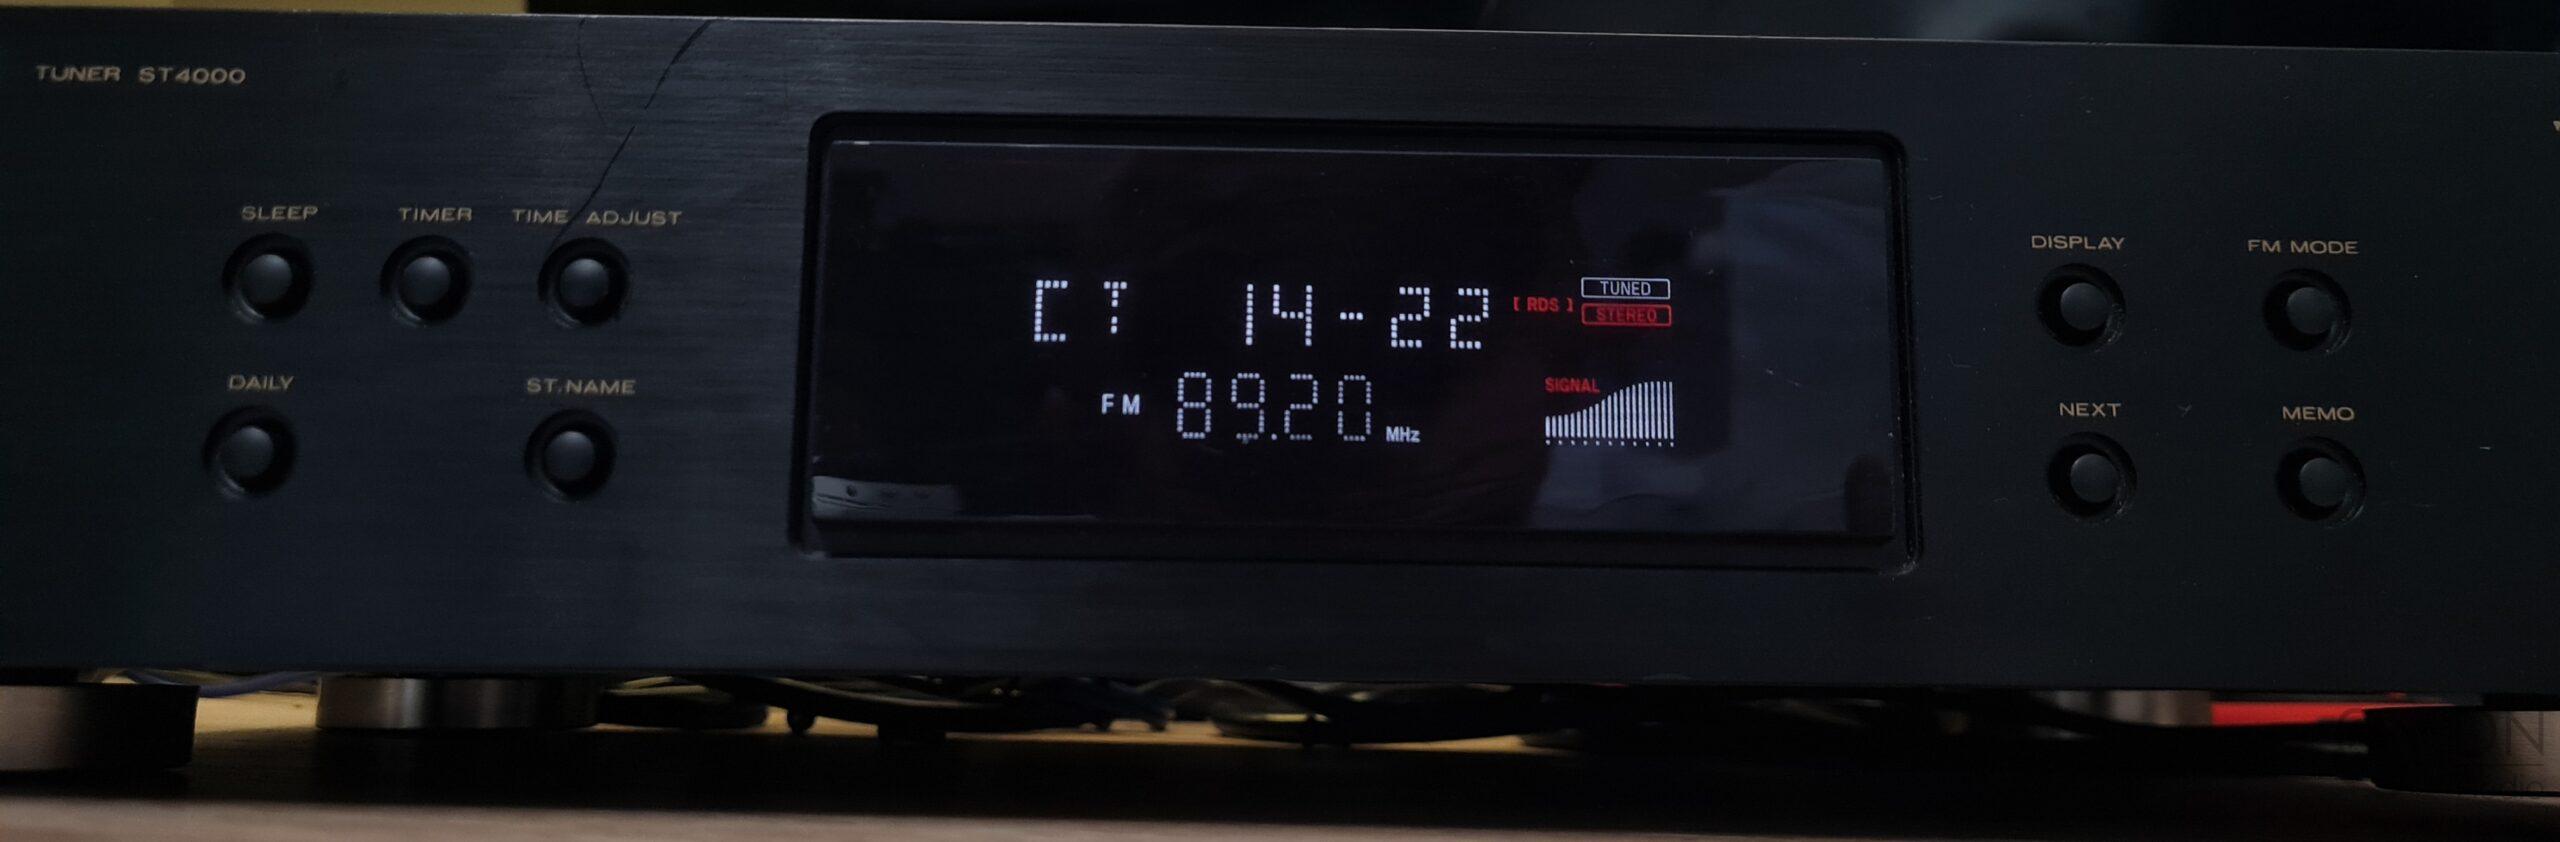 TUNER ST4000
SLEEP TIMER TIME ADJUST
DAILY ST.NAME
CT 14-22 [RDS] TUNED
STEREO
FM 89.20 MHz SIGNAL
DISPLAY FM MODE
NEXT MEMO